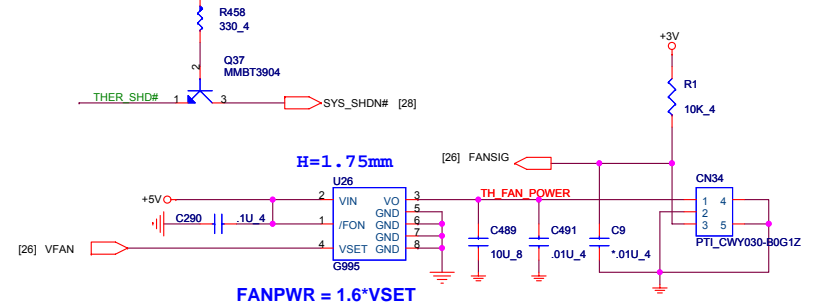 R458
330_4
2
Q37
MMBT3904
THER_SHD# 1 3 SYS_SHDN# [28]
+3V
R1
10K_4
H=1.75mm
[26] FANSIG
U26
CN34
+5V 2 VIN VO 3 TH_FAN_POWER 1 4
GND 5 2
C290 .1U_4 1 /FON GND 6 3 5
GND 7
[26] VFAN 4 VSET GND 8
PTI_CWY030-B0G1Z
G995
C489
10U_8
C491
.01U_4
C9
*.01U_4
FANPWR = 1.6*VSET